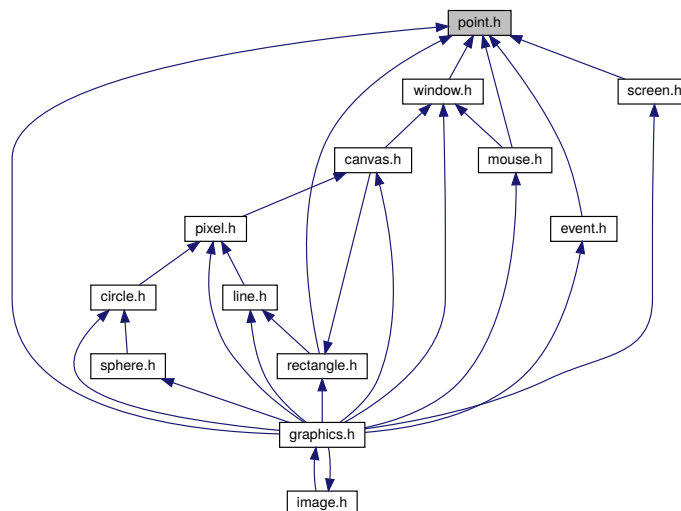 point.h
window.h
screen.h
canvas.h
mouse.h
pixel.h
event.h
circle.h
line.h
sphere.h
rectangle.h
graphics.h
image.h